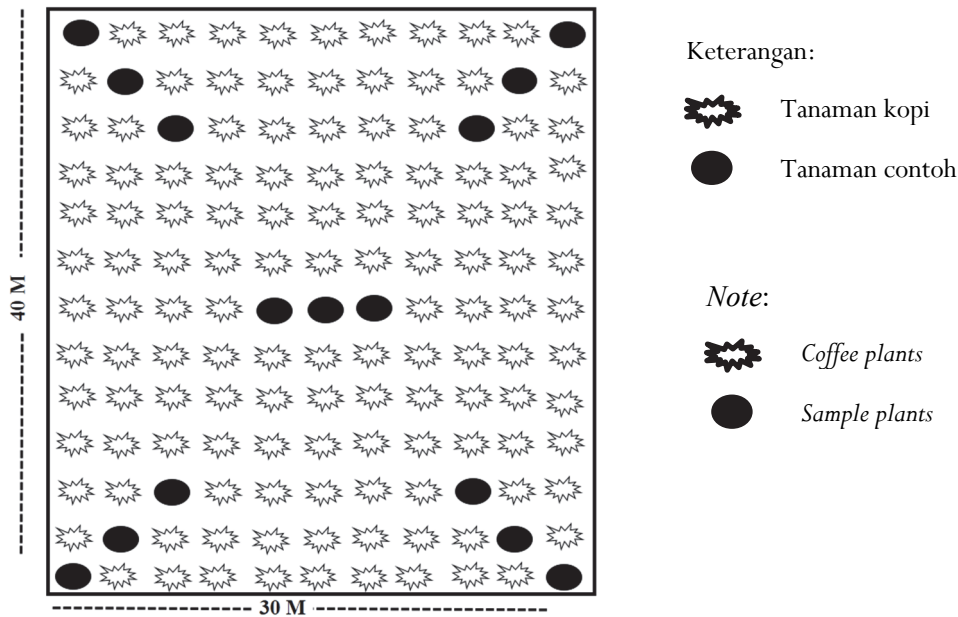 40 M
30 M
Keterangan:
Tanaman kopi
Tanaman contoh
Note:
Coffee plants
Sample plants